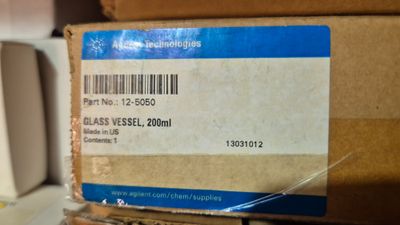 Agilent Technologies
Part No.: 12-5050
GLASS VESSEL, 200ml
Made in US
Contents: 1
13031012
www.agilent.com/chem/supplies